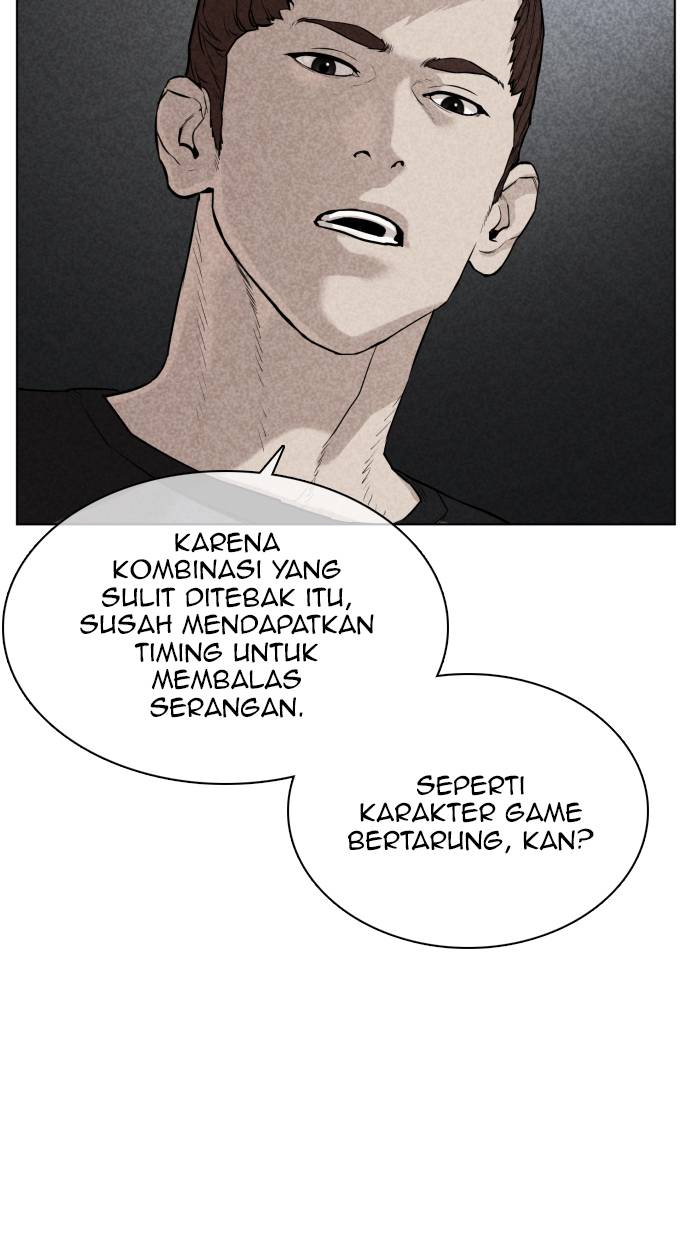 KARENA
KOMBINASI YANG
SULIT DITEBAK ITU,
SUSAH MENDAPATKAN
TIMING UNTUK
MEMBALAS
SERANGAN.
SEPERTI
KARAKTER GAME
BERTARUNG, KAN?